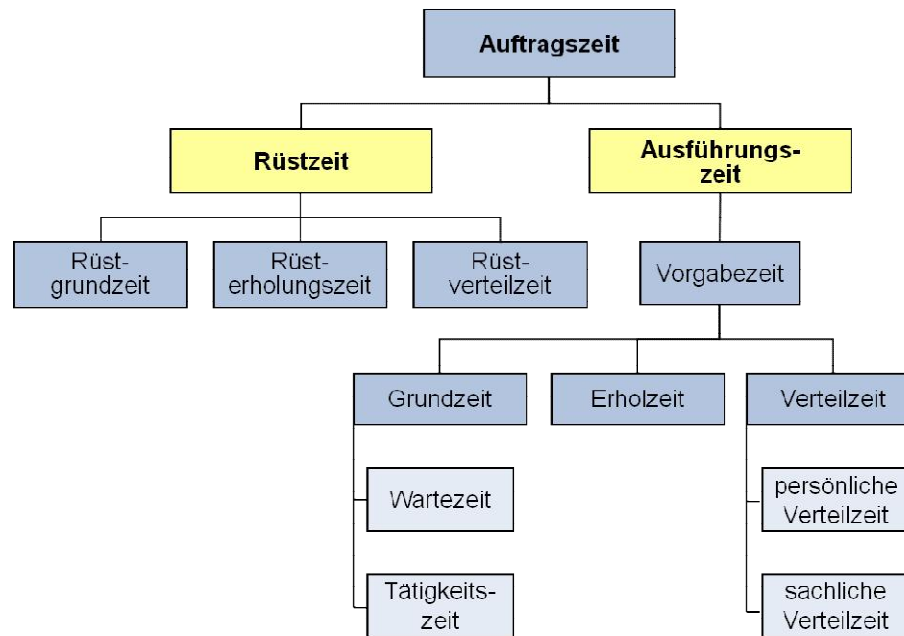 Auftragszeit
Rüstzeit
Ausführungs-
zeit
Rüst-
grundzeit
Rüst-
erholungszeit
Rüst-
verteilzeit
Vorgabezeit
Grundzeit
Erholzeit
Verteilzeit
Wartezeit
persönliche
Verteilzeit
Tätigkeits-
zeit
sachliche
Verteilzeit